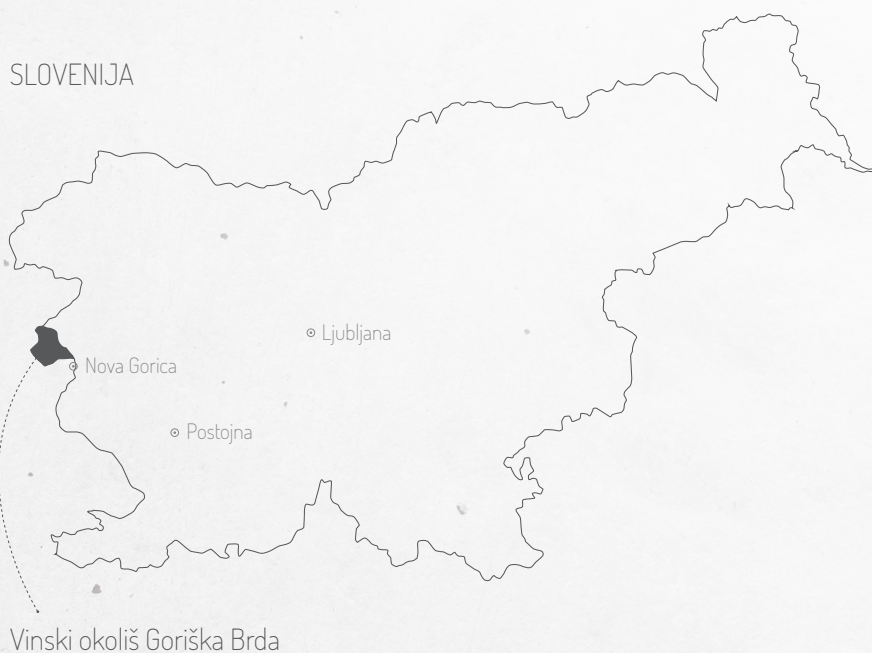 SLOVENIJA
Ljubljana
Nova Gorica
Postojna
Vinski okoliš Goriška Brda